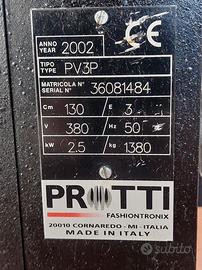 ANNO
YEAR 2002 CE
TIPO
TYPE PV3P
MATRICOLA N°
SERIAL N° 36081484
Cm 130 E 3
V 380 Hz 50
kW 2.5 kg 1380
PROTTI
FASHIONTRONIX
20010 CORNAREDO - MI - ITALIA
MADE IN ITALY
subito